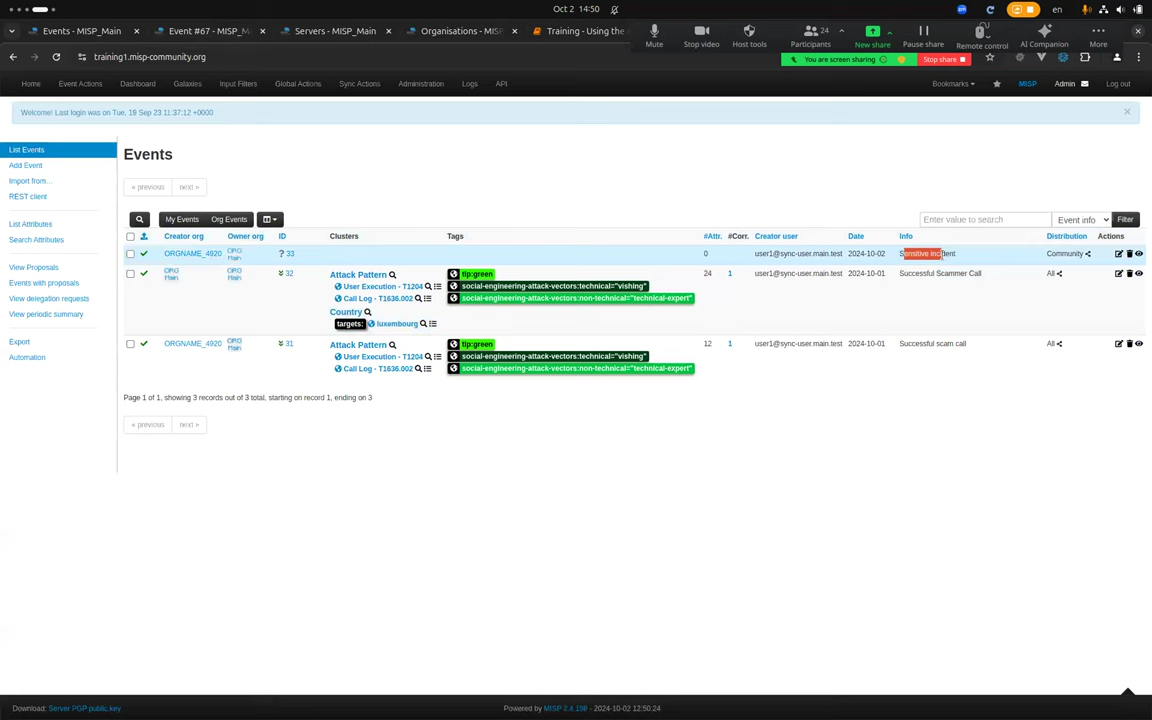 Oct 2 14:50
en
Events - MISP_Main
Event #67 - MISP_M
Servers - MISP_Main
Organisations - MISP_
Training - Using the
Mute
Stop video
Host tools
Participants
24
New share
Pause share
Remote control
AI Companion
More
training1.misp-community.org
You are screen sharing
Stop share
Home
Event Actions
Dashboard
Galaxies
Input Filters
Global Actions
Sync Actions
Administration
Logs
API
Bookmarks
MISP
Admin
Log out
Welcome! Last login was on Tue, 19 Sep 23 11:37:12 +0000
×
List Events
Add Event
Import from...
REST client
List Attributes
Search Attributes
View Proposals
Events with proposals
View delegation requests
View periodic summary
Export
Automation
Events
« previous
next »
My Events
Org Events
Enter value to search
Event info
Filter
Creator org
Owner org
ID
Clusters
Tags
#Attr.
#Corr.
Creator user
Date
Info
Distribution
Actions
ORGNAME_4920
ORG Main
? 33
0
user1@sync-user.main.test
2024-10-02
Sensitive incident
Community
ORG Main
ORG Main
32
Attack Pattern
User Execution - T1204
Call Log - T1636.002
Country
targets:
luxembourg
tlp:green
social-engineering-attack-vectors:technical="vishing"
social-engineering-attack-vectors:non-technical="technical-expert"
24
1
user1@sync-user.main.test
2024-10-01
Successful Scammer Call
All
ORGNAME_4920
ORG Main
31
Attack Pattern
User Execution - T1204
Call Log - T1636.002
tlp:green
social-engineering-attack-vectors:technical="vishing"
social-engineering-attack-vectors:non-technical="technical-expert"
12
1
user1@sync-user.main.test
2024-10-01
Successful scam call
All
Page 1 of 1, showing 3 records out of 3 total, starting on record 1, ending on 3
« previous
next »
Download: Server PGP public key
Powered by MISP 2.4.198 - 2024-10-02 12:50:24